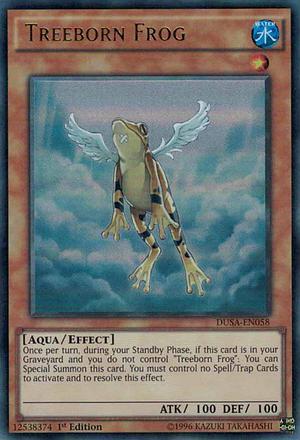 TREEBORN FROG
WATER
水
DUSA-EN058
[AQUA/EFFECT]
Once per turn, during your Standby Phase, if this card is in your
Graveyard and you do not control "Treeborn Frog": You can
Special Summon this card. You must control no Spell/Trap Cards
to activate and to resolve this effect.
ATK/ 100 DEF/ 100
12538374 1st Edition ©1996 KAZUKI TAKAHASHI